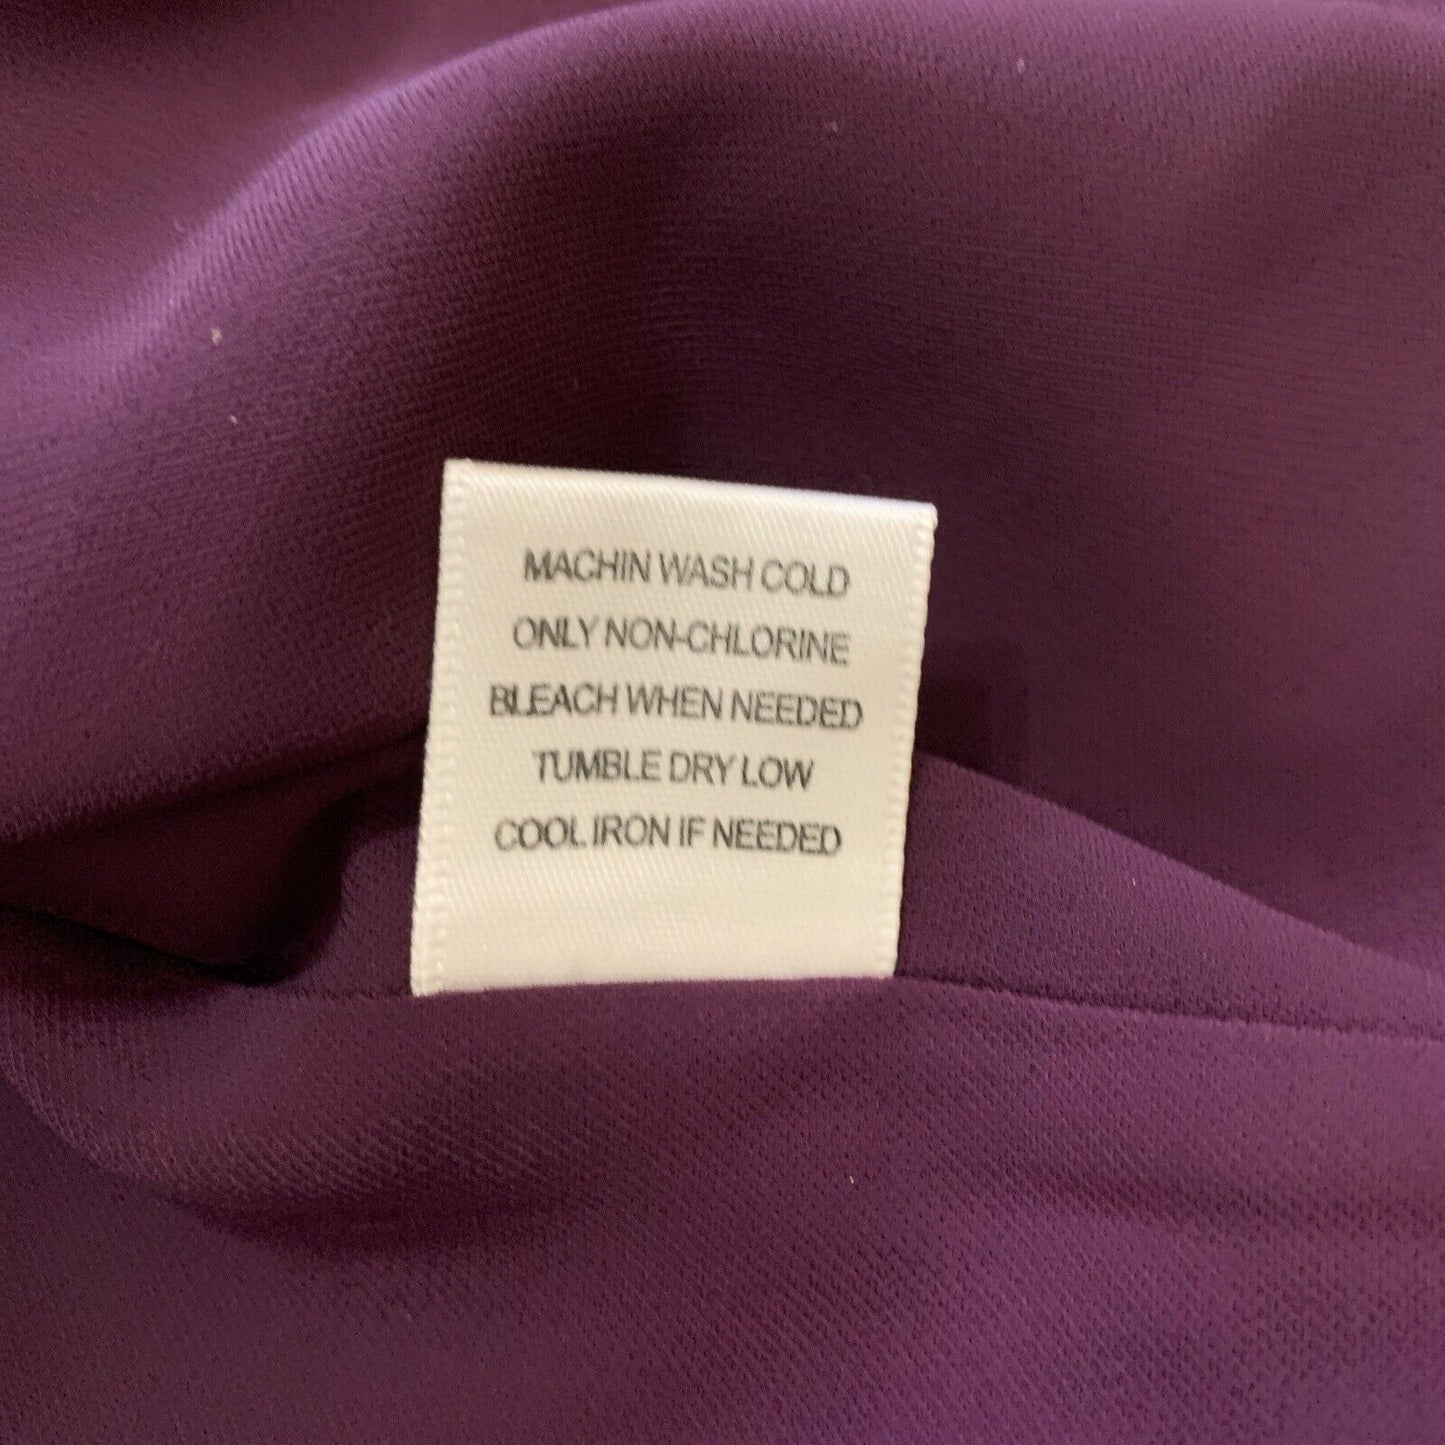 MACHIN WASH COLD
ONLY NON-CHLORINE
BLEACH WHEN NEEDED
TUMBLE DRY LOW
COOL IRON IF NEEDED